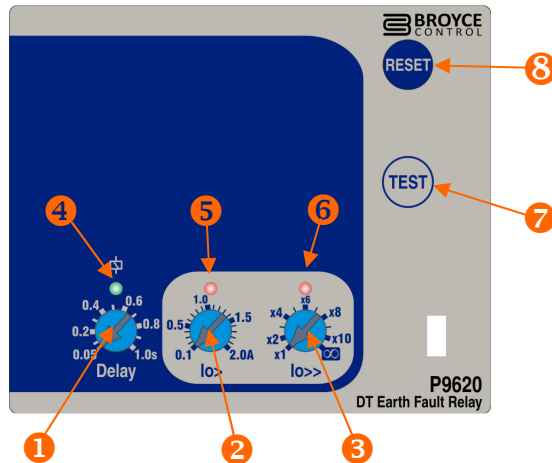 BROYCE
CONTROL
RESET
8
TEST
7
4
5
6
0.05
0.2
0.4
0.6
0.8
1.0s
Delay
0.1
0.5
1.0
1.5
2.0A
Io>
x1
x2
x4
x6
x8
x10
∞
Io>>
P9620
DT Earth Fault Relay
1
2
3